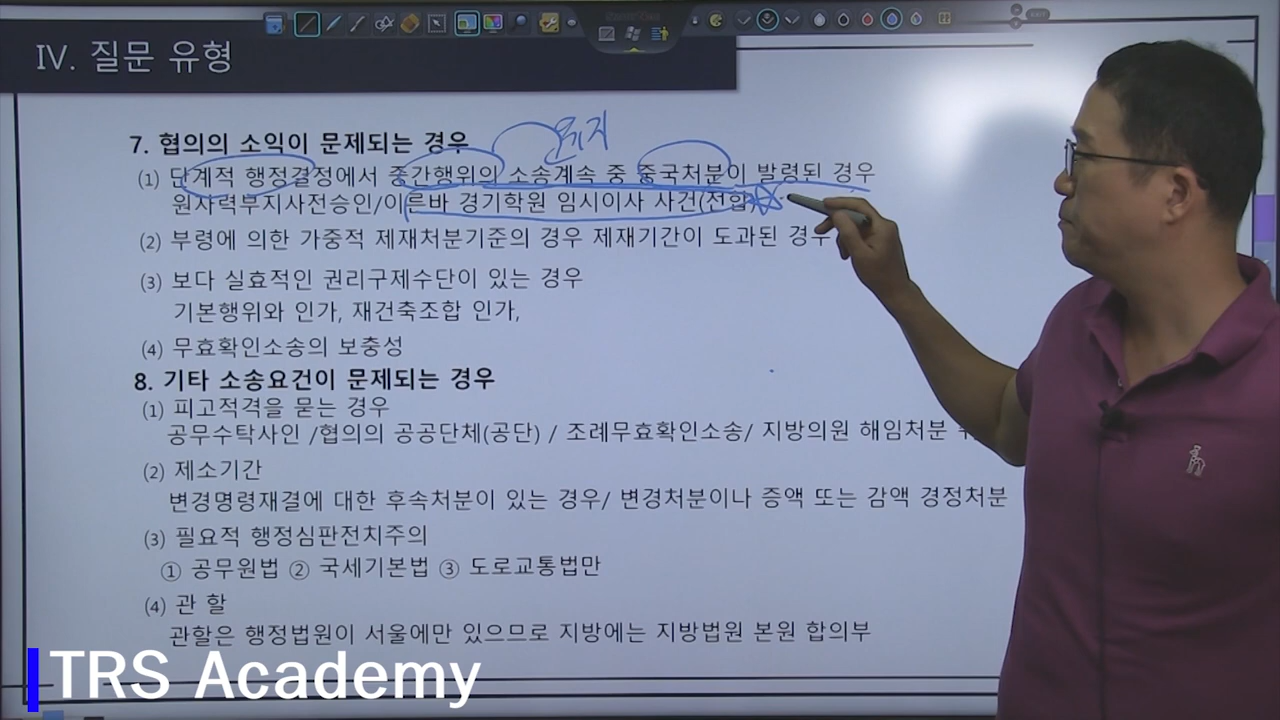 Ⅳ. 질문 유형
7. 협의의 소익이 문제되는 경우
유지
(1) 단계적 행정결정에서 중간행위의 소송계속 중 중국처분이 발령된 경우
원자력부지사전승인/이른바 경기학원 임시이사 사건(전합)
(2) 부령에 의한 가중적 제재처분기준의 경우 제재기간이 도과된 경우
(3) 보다 실효적인 권리구제수단이 있는 경우
기본행위와 인가, 재건축조합 인가,
(4) 무효확인소송의 보충성
8. 기타 소송요건이 문제되는 경우
(1) 피고적격을 묻는 경우
공무수탁사인 /협의의 공공단체(공단) / 조례무효확인소송/ 지방의원 해임처분
(2) 제소기간
변경명령재결에 대한 후속처분이 있는 경우/ 변경처분이나 증액 또는 감액 경정처분
(3) 필요적 행정심판전치주의
① 공무원법 ② 국세기본법 ③ 도로교통법만
(4) 관 할
관할은 행정법원이 서울에만 있으므로 지방에는 지방법원 본원 합의부
TRS Academy